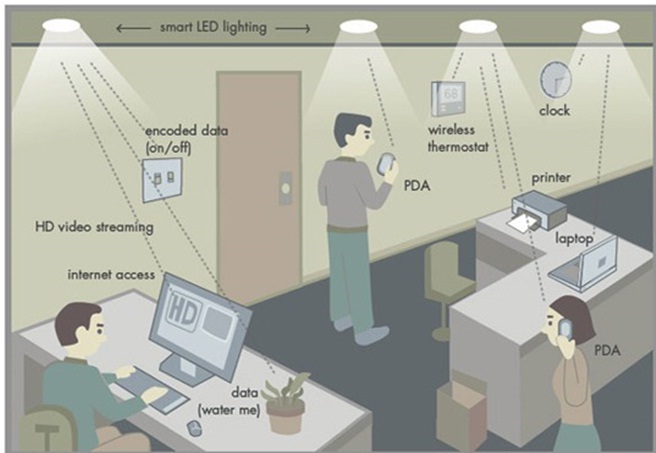 smart LED lighting
encoded data
(on/off)
68
wireless
thermostat
clock
PDA
printer
HD video streaming
laptop
internet access
HD
PDA
data
(water me)